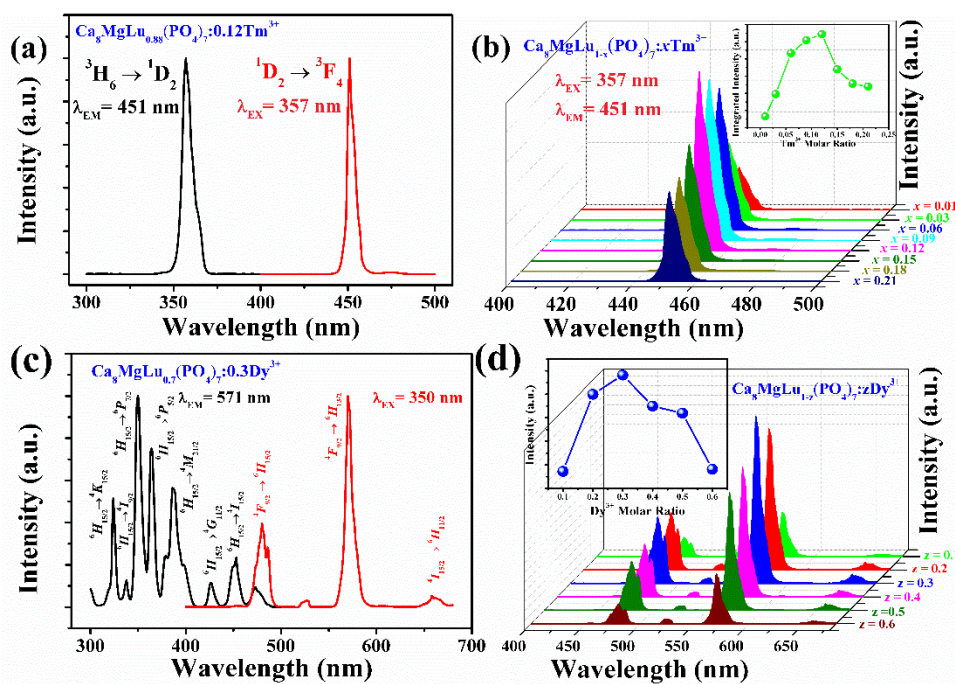 (a)
Ca₈MgLu₀.₈₈(PO₄)₇:0.12Tm³⁺
³H₆ → ¹D₂
λEM= 451 nm
¹D₂ → ³F₄
λEX= 357 nm
Intensity (a.u.)
300 350 400 450 500
Wavelength (nm)
(b)
Ca₈MgLu₁₋ₓ(PO₄)₇:xTm³⁺
λEX= 357 nm
λEM= 451 nm
Integrated Intensity (a.u.)
0,00 0,05 0,10 0,15 0,20 0,25
Tm³⁺ Molar Ratio
Intensity (a.u.)
x = 0.01
x = 0.03
x = 0.06
x = 0.09
x = 0.12
x = 0.15
x = 0.18
x = 0.21
400 420 440 460 480 500
Wavelength (nm)
(c)
Ca₈MgLu₀.₇(PO₄)₇:0.3Dy³⁺
λEM= 571 nm
λEX= 350 nm
⁶H₁₅/₂→⁴K₁₅/₂
⁶H₁₅/₂→⁴I₉/₂
⁶H₁₅/₂→⁶P₇/₂
⁶H₁₅/₂→⁶P₅/₂
⁶H₁₅/₂→⁴M₂₁/₂
⁶H₁₅/₂→⁴G₁₁/₂
⁶H₁₅/₂→⁴I₁₅/₂
⁴F₉/₂→⁶H₁₅/₂
⁴F₉/₂→⁶H₁₃/₂
⁴I₁₅/₂→⁶H₁₁/₂
Intensity (a.u.)
300 400 500 600 700
Wavelength (nm)
(d)
Ca₈MgLu₁₋z(PO₄)₇:zDy³⁺
Intensity (a.u.)
0.1 0.2 0.3 0.4 0.5 0.6
Dy³⁺ Molar Ratio
Intensity (a.u.)
z = 0.2
z = 0.3
z = 0.4
z = 0.5
z = 0.6
400 450 500 550 600 650
Wavelength (nm)